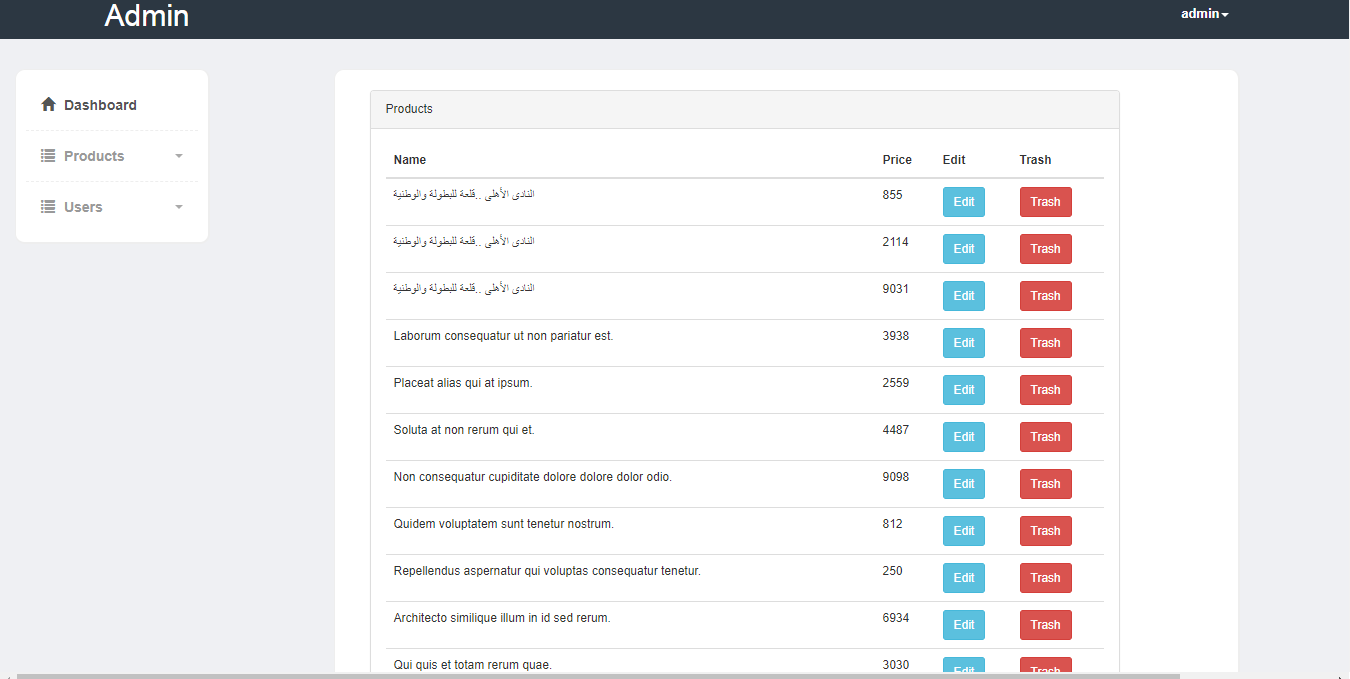 Admin
admin
Dashboard
Products
Users
Products
Name Price Edit Trash
النادى الأهلى ..قلعة للبطولة والوطنية 855 Edit Trash
النادى الأهلى ..قلعة للبطولة والوطنية 2114 Edit Trash
النادى الأهلى ..قلعة للبطولة والوطنية 9031 Edit Trash
Laborum consequatur ut non pariatur est. 3938 Edit Trash
Placeat alias qui at ipsum. 2559 Edit Trash
Soluta at non rerum qui et. 4487 Edit Trash
Non consequatur cupiditate dolore dolore dolor odio. 9098 Edit Trash
Quidem voluptatem sunt tenetur nostrum. 812 Edit Trash
Repellendus aspernatur qui voluptas consequatur tenetur. 250 Edit Trash
Architecto similique illum in id sed rerum. 6934 Edit Trash
Qui quis et totam rerum quae. 3030 Edit Trash